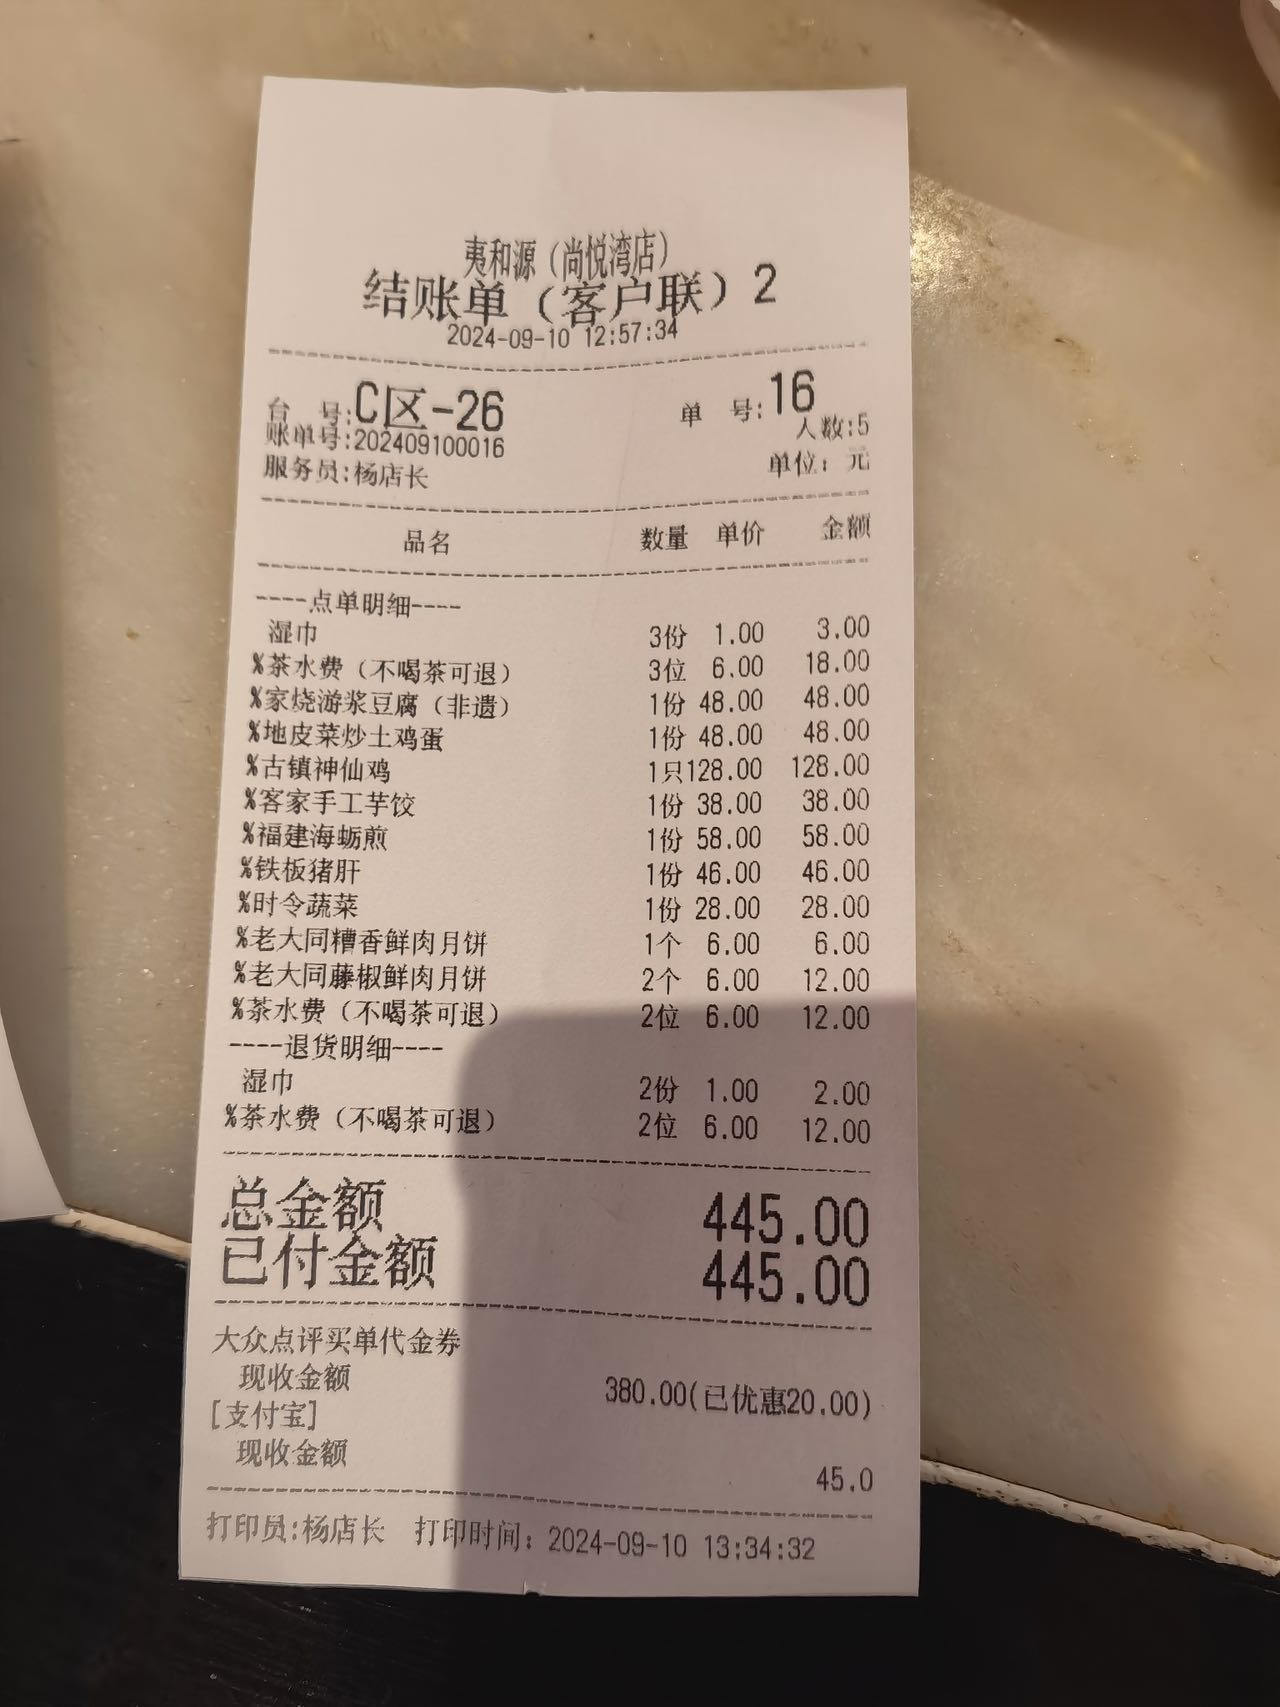 夷和源（尚悦湾店）
结账单（客户联）2
2024-09-10 12:57:34
台 号:C区-26 单 号:16
账单号:202409100016 人数:5
服务员:杨店长 单位：元
品名 数量 单价 金额
----点单明细----
湿巾 3份 1.00 3.00
%茶水费（不喝茶可退） 3位 6.00 18.00
%家烧游浆豆腐（非遗） 1份 48.00 48.00
%地皮菜炒土鸡蛋 1份 48.00 48.00
%古镇神仙鸡 1只128.00 128.00
%客家手工芋饺 1份 38.00 38.00
%福建海蛎煎 1份 58.00 58.00
%铁板猪肝 1份 46.00 46.00
%时令蔬菜 1份 28.00 28.00
%老大同糟香鲜肉月饼 1个 6.00 6.00
%老大同藤椒鲜肉月饼 2个 6.00 12.00
%茶水费（不喝茶可退） 2位 6.00 12.00
----退货明细----
湿巾 2份 1.00 2.00
%茶水费（不喝茶可退） 2位 6.00 12.00
总金额 445.00
已付金额 445.00
大众点评买单代金券
现收金额 380.00(已优惠20.00)
[支付宝]
现收金额 45.0
打印员:杨店长 打印时间：2024-09-10 13:34:32